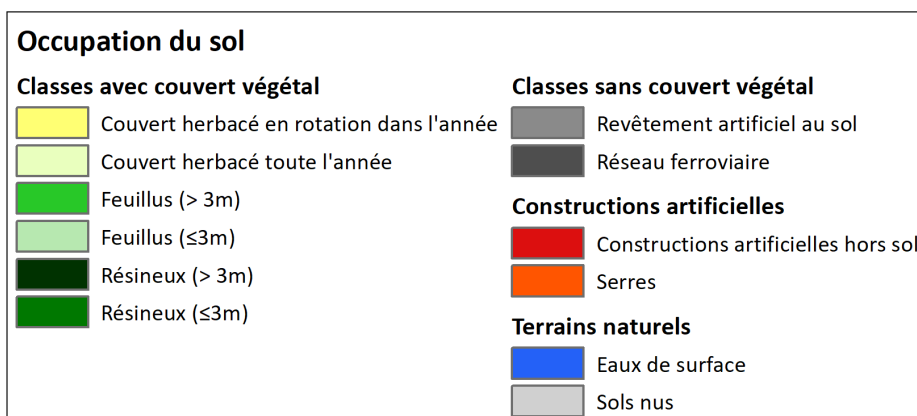 Occupation du sol
Classes avec couvert végétal
Couvert herbacé en rotation dans l'année
Couvert herbacé toute l'année
Feuillus (> 3m)
Feuillus (≤3m)
Résineux (> 3m)
Résineux (≤3m)
Classes sans couvert végétal
Revêtement artificiel au sol
Réseau ferroviaire
Constructions artificielles
Constructions artificielles hors sol
Serres
Terrains naturels
Eaux de surface
Sols nus